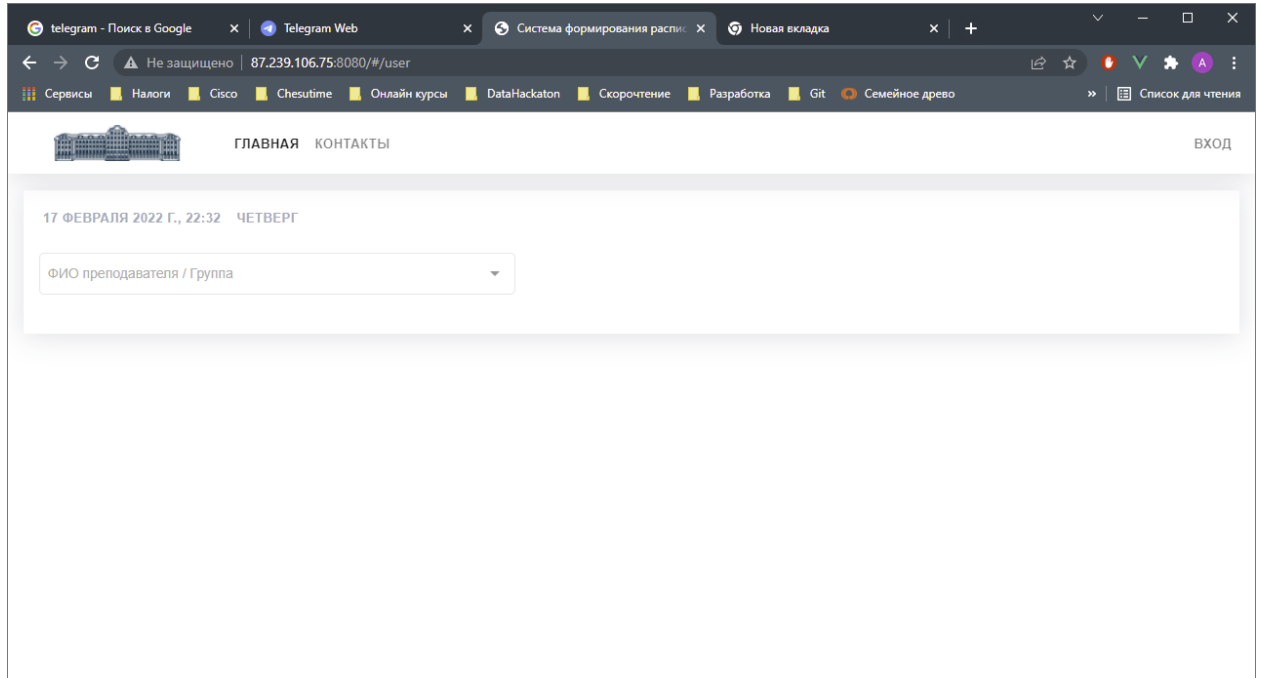 telegram - Поиск в Google
Telegram Web
Система формирования распис
Новая вкладка
Не защищено 87.239.106.75:8080/#/user
A
Сервисы Налоги Cisco Chesutime Онлайн курсы DataHackaton Скорочтение Разработка Git Семейное древо » Список для чтения
ГЛАВНАЯ КОНТАКТЫ ВХОД
17 ФЕВРАЛЯ 2022 Г., 22:32 ЧЕТВЕРГ
ФИО преподавателя / Группа